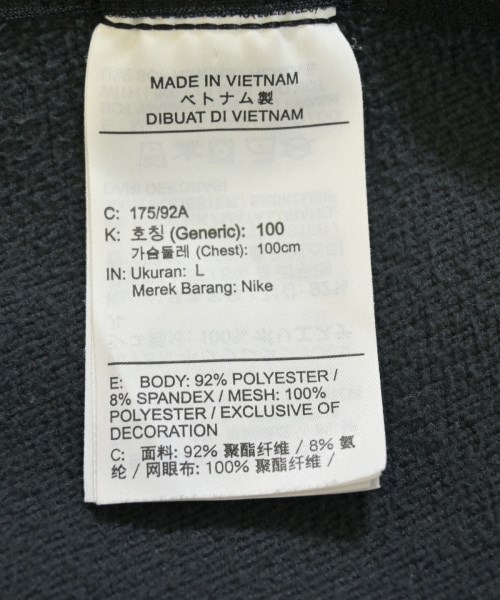 MADE IN VIETNAM
ベトナム製
DIBUAT DI VIETNAM
C: 175/92A
K: 호칭 (Generic): 100
가슴둘레 (Chest): 100cm
IN: Ukuran: L
Merek Barang: Nike
E: BODY: 92% POLYESTER /
8% SPANDEX / MESH: 100%
POLYESTER / EXCLUSIVE OF
DECORATION
C: 面料: 92% 聚酯纤维 / 8% 氨
纶 / 网眼布: 100% 聚酯纤维 /